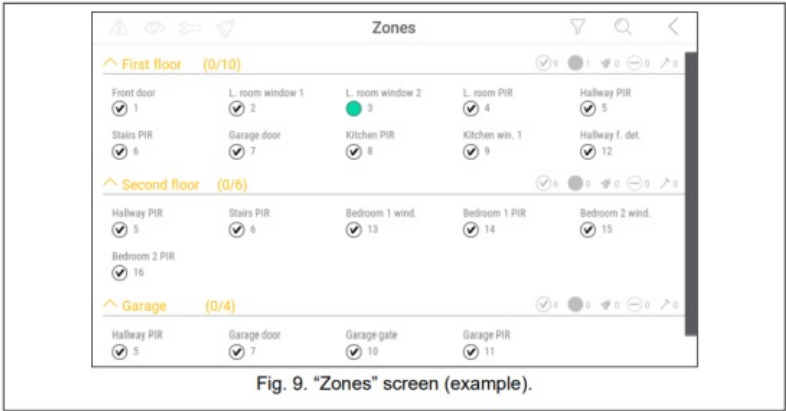 Zones
First floor (0/10) 9 1 0 0 0
Front door L. room window 1 L. room window 2 L. room PIR Hallway PIR
1 2 3 4 5
Stairs PIR Garage door Kitchen PIR Kitchen win. 1 Hallway f. det.
6 7 8 9 12
Second floor (0/6) 6 0 0 0 0
Hallway PIR Stairs PIR Bedroom 1 wind. Bedroom 1 PIR Bedroom 2 wind.
5 6 13 14 15
Bedroom 2 PIR
16
Garage (0/4) 4 0 0 0 0
Hallway PIR Garage door Garage gate Garage PIR
5 7 10 11
Fig. 9. “Zones” screen (example).